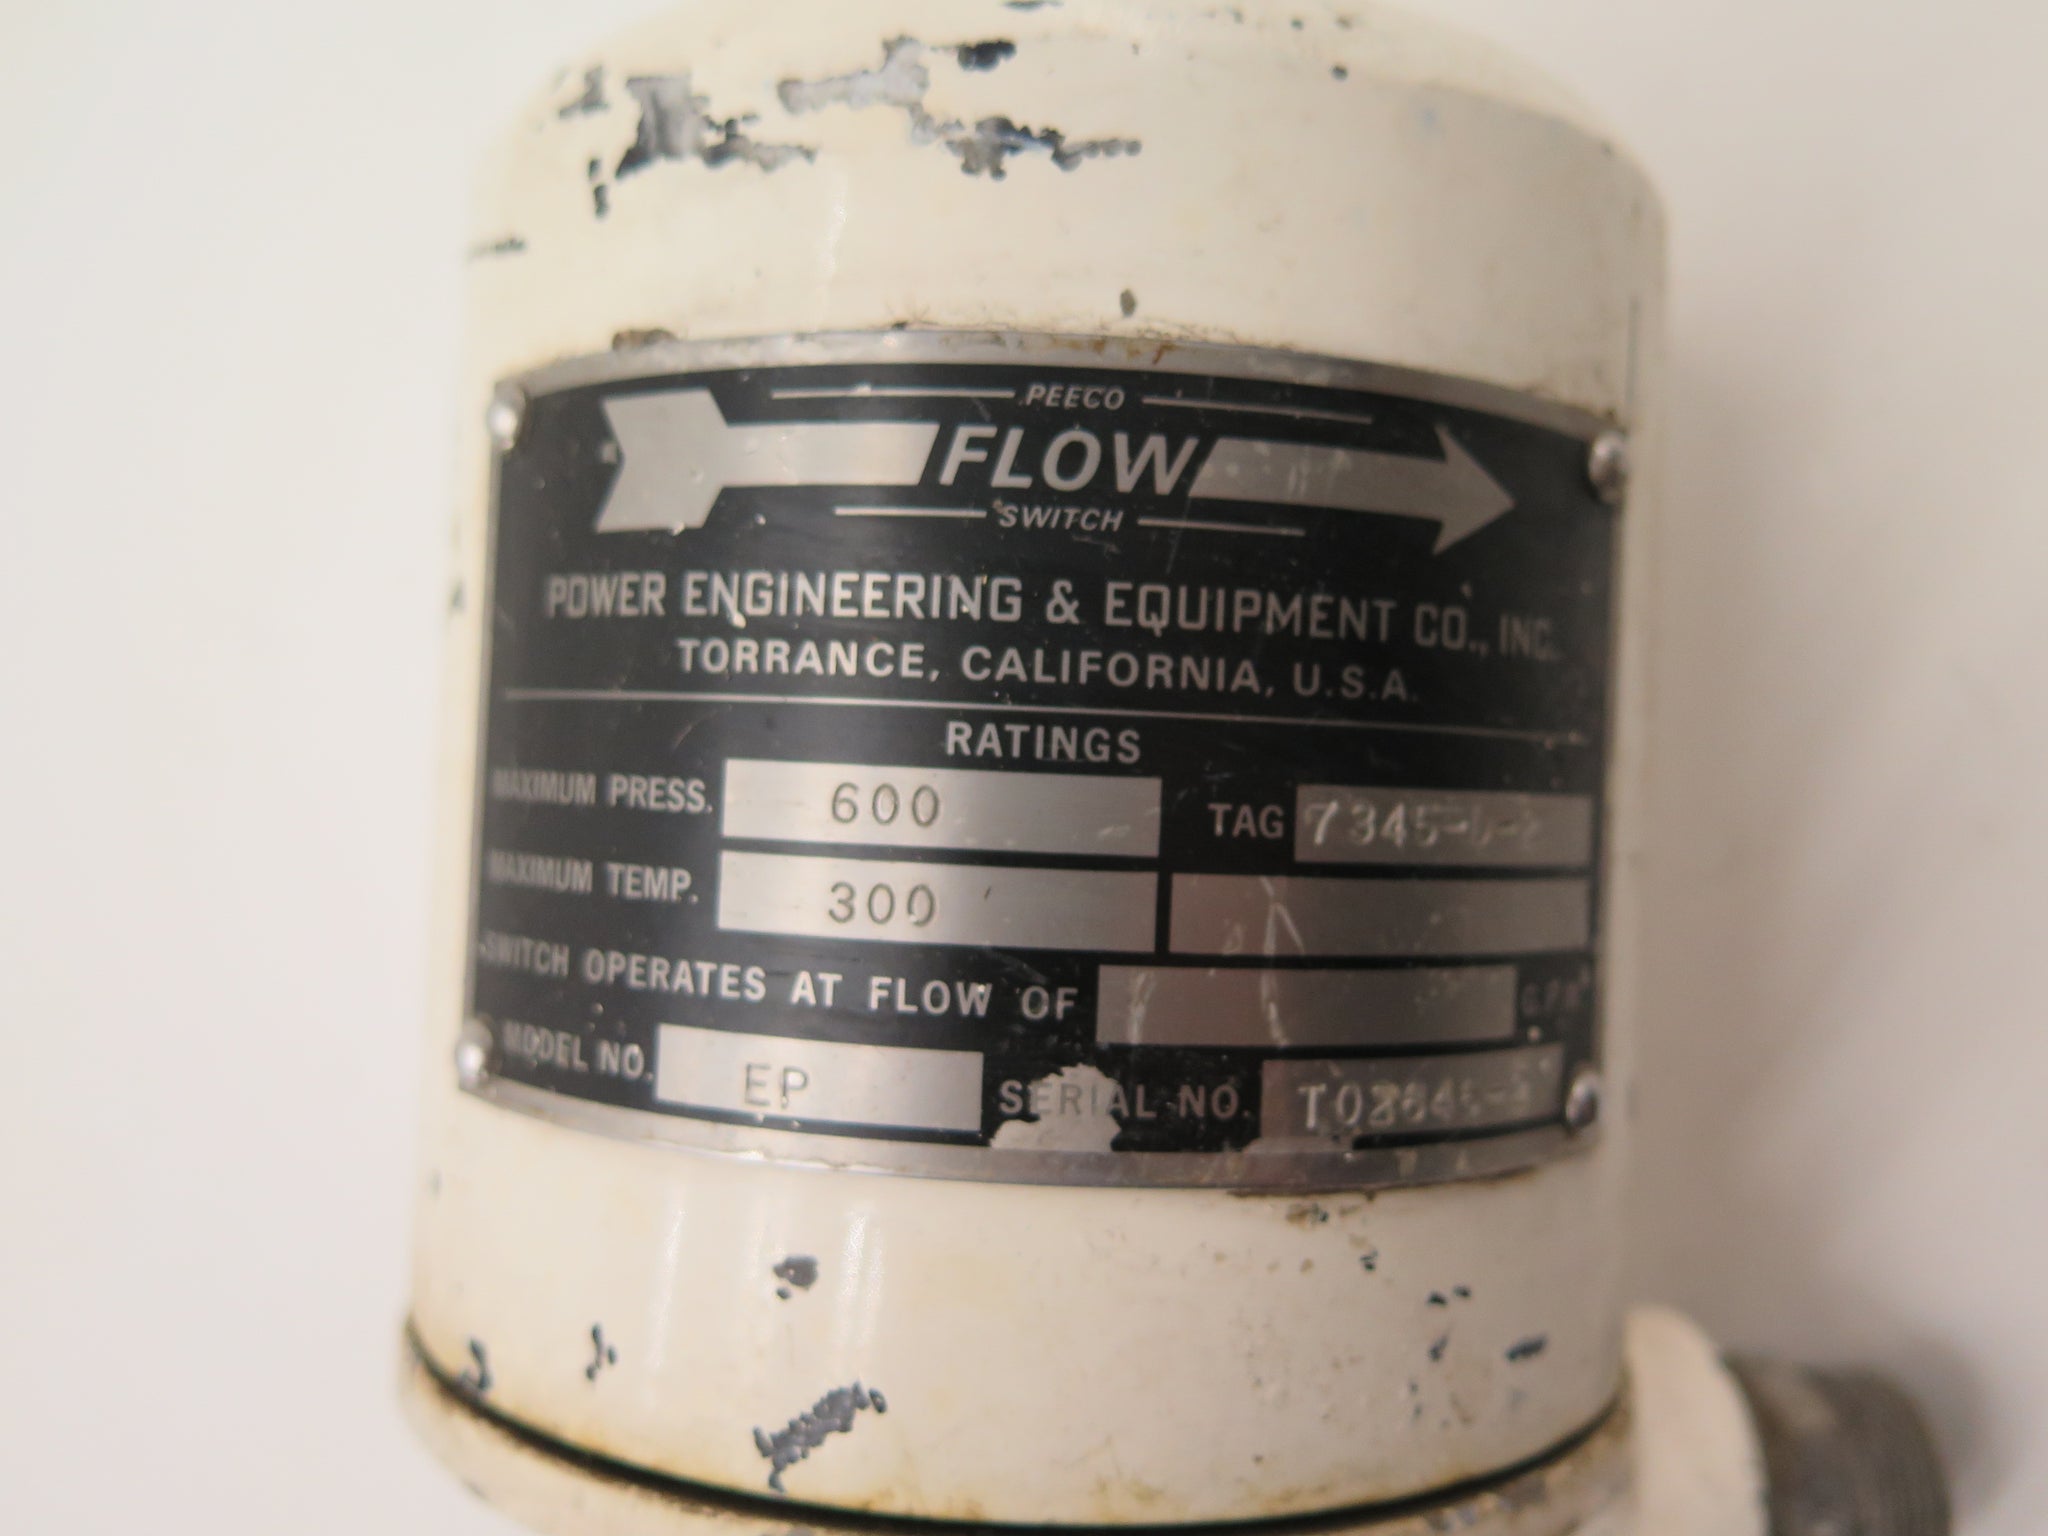 PEECO
FLOW
SWITCH
POWER ENGINEERING & EQUIPMENT CO., INC.
TORRANCE, CALIFORNIA, U.S.A.
RATINGS
MAXIMUM PRESS. 600 TAG
MAXIMUM TEMP. 300
SWITCH OPERATES AT FLOW OF G.P.M.
MODEL NO. EP SERIAL NO.